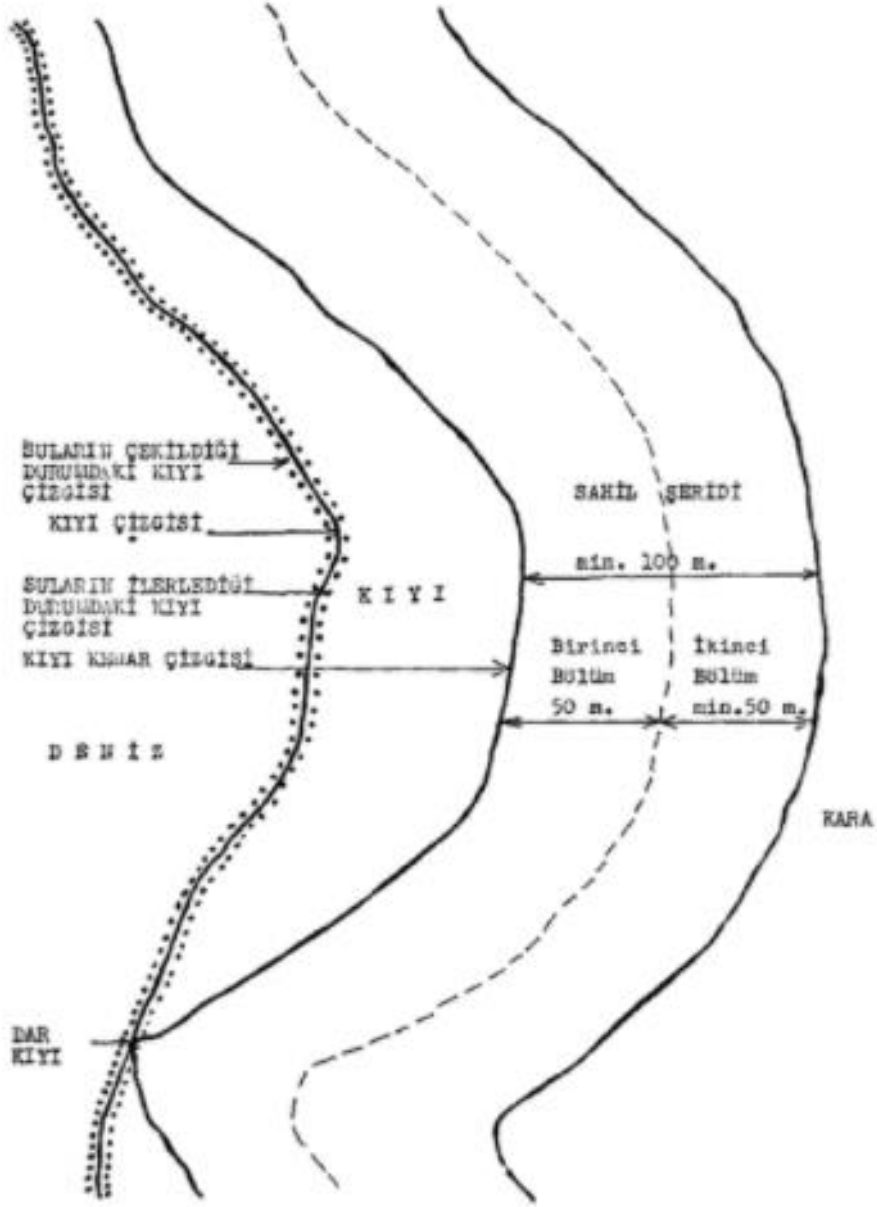 SULARIN ÇEKİLDİĞİ
DURUMDAKİ KIYI
ÇİZGİSİ
KIYI ÇİZGİSİ
SULARIN İLERLEDİĞİ
DURUMDAKİ KIYI
ÇİZGİSİ
KIYI KENAR ÇİZGİSİ
DENİZ
DAR
KIYI
KIYI
SAHİL ŞERİDİ
min. 100 m.
Birinci
Bölüm
50 m.
İkinci
Bölüm
min.50 m.
KARA